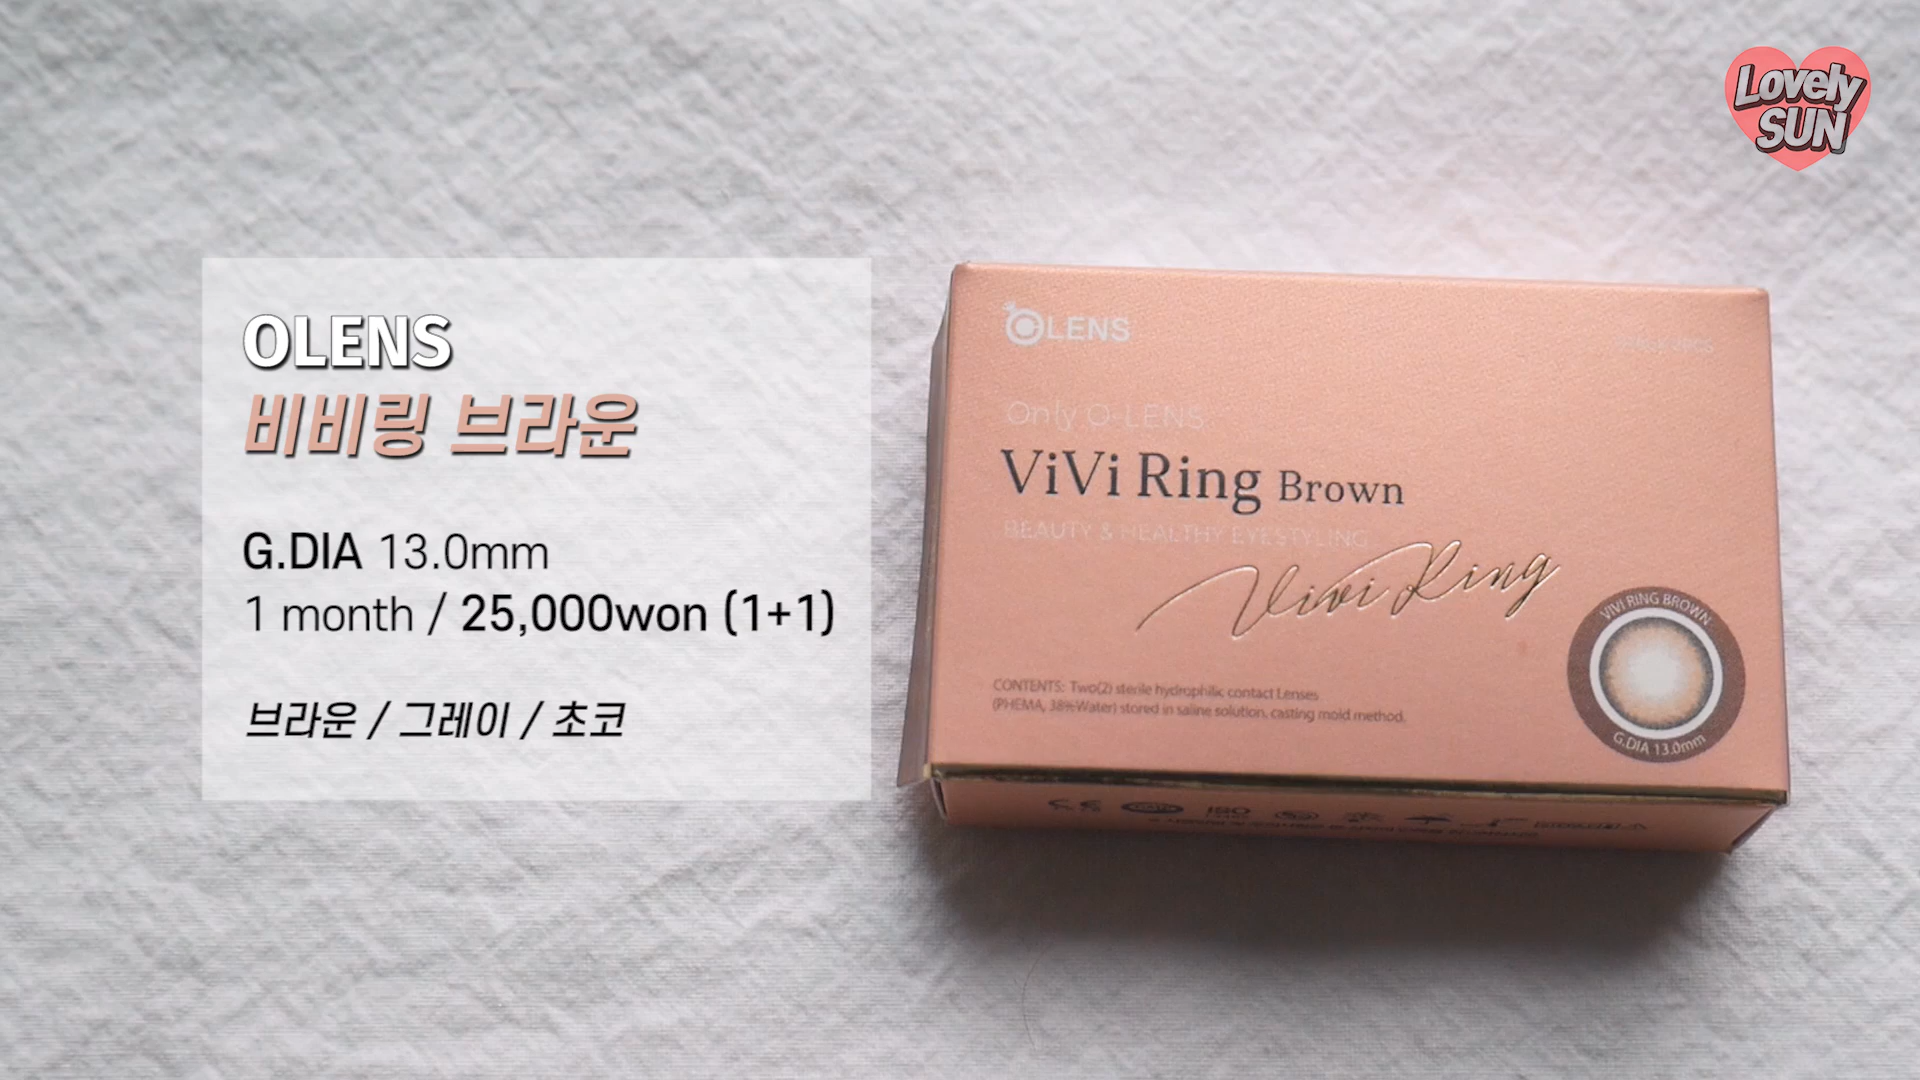 Lovely
SUN
OLENS
비비링 브라운
G.DIA 13.0mm
1 month / 25,000won (1+1)
브라운 / 그레이 / 초코
OLENS
Only O-LENS
ViVi Ring Brown
BEAUTY & HEALTHY EYESTYLING
ViVi Ring
CONTENTS: Two(2) sterile hydrophilic contact Lenses
(PHEMA, 38%Water) stored in saline solution, casting mold method.
VIVI RING BROWN
G.DIA 13.0mm
CE
ISO